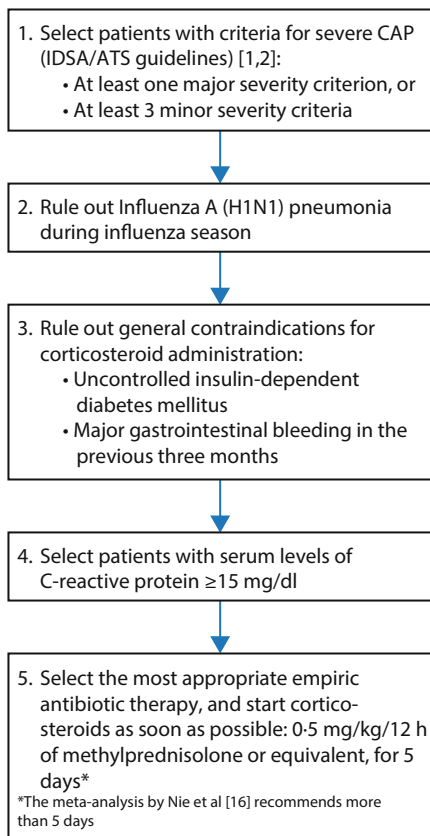 1. Select patients with criteria for severe CAP
(IDSA/ATS guidelines) [1,2]:
• At least one major severity criterion, or
• At least 3 minor severity criteria
2. Rule out Influenza A (H1N1) pneumonia
during influenza season
3. Rule out general contraindications for
corticosteroid administration:
• Uncontrolled insulin-dependent
diabetes mellitus
• Major gastrointestinal bleeding in the
previous three months
4. Select patients with serum levels of
C-reactive protein ≥15 mg/dl
5. Select the most appropriate empiric
antibiotic therapy, and start cortico-
steroids as soon as possible: 0·5 mg/kg/12 h
of methylprednisolone or equivalent, for 5
days*
*The meta-analysis by Nie et al [16] recommends more
than 5 days